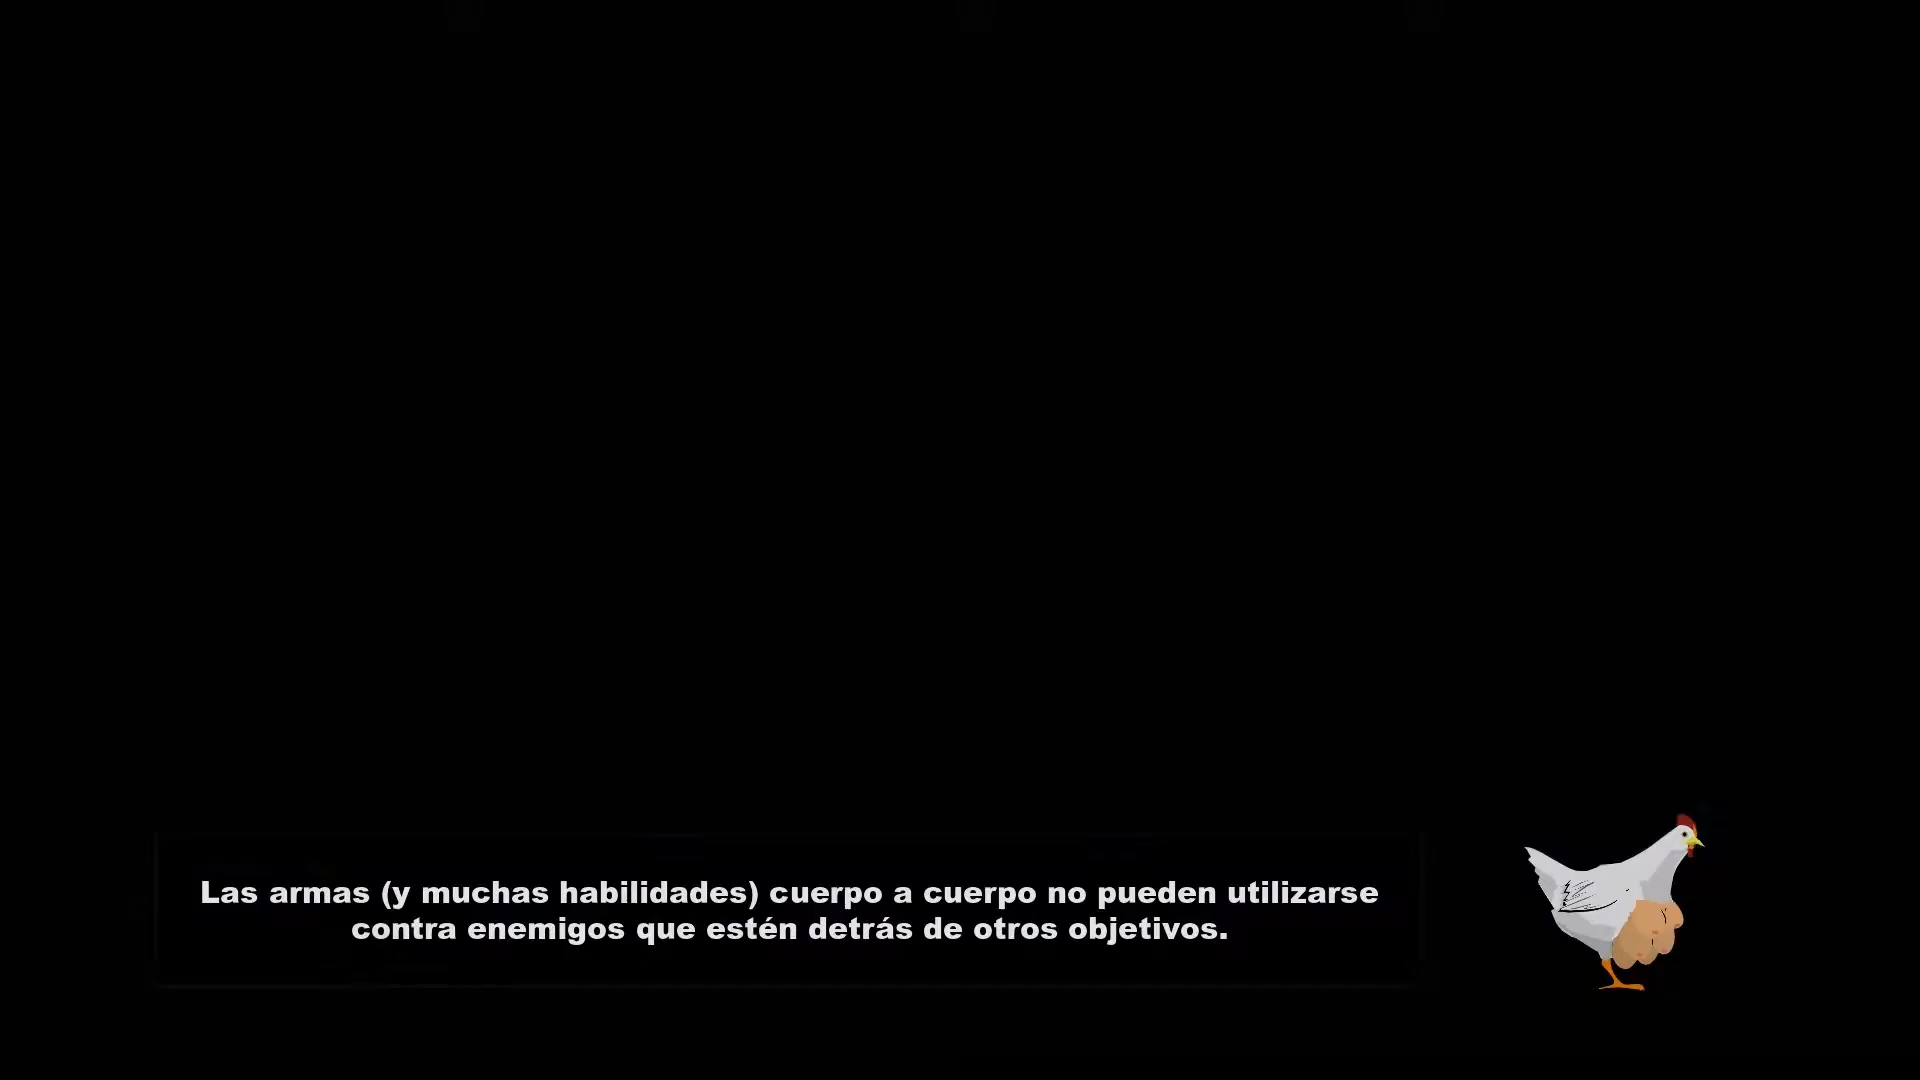 Las armas (y muchas habilidades) cuerpo a cuerpo no pueden utilizarse
contra enemigos que estén detrás de otros objetivos.